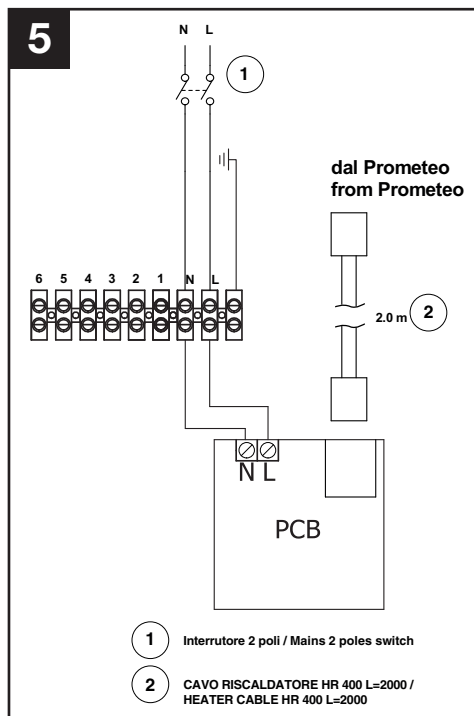 5
N L
1
dal Prometeo
from Prometeo
6 5 4 3 2 1 N L
2.0 m 2
N L
PCB
1 Interrutore 2 poli / Mains 2 poles switch
2 CAVO RISCALDATORE HR 400 L=2000 /
HEATER CABLE HR 400 L=2000